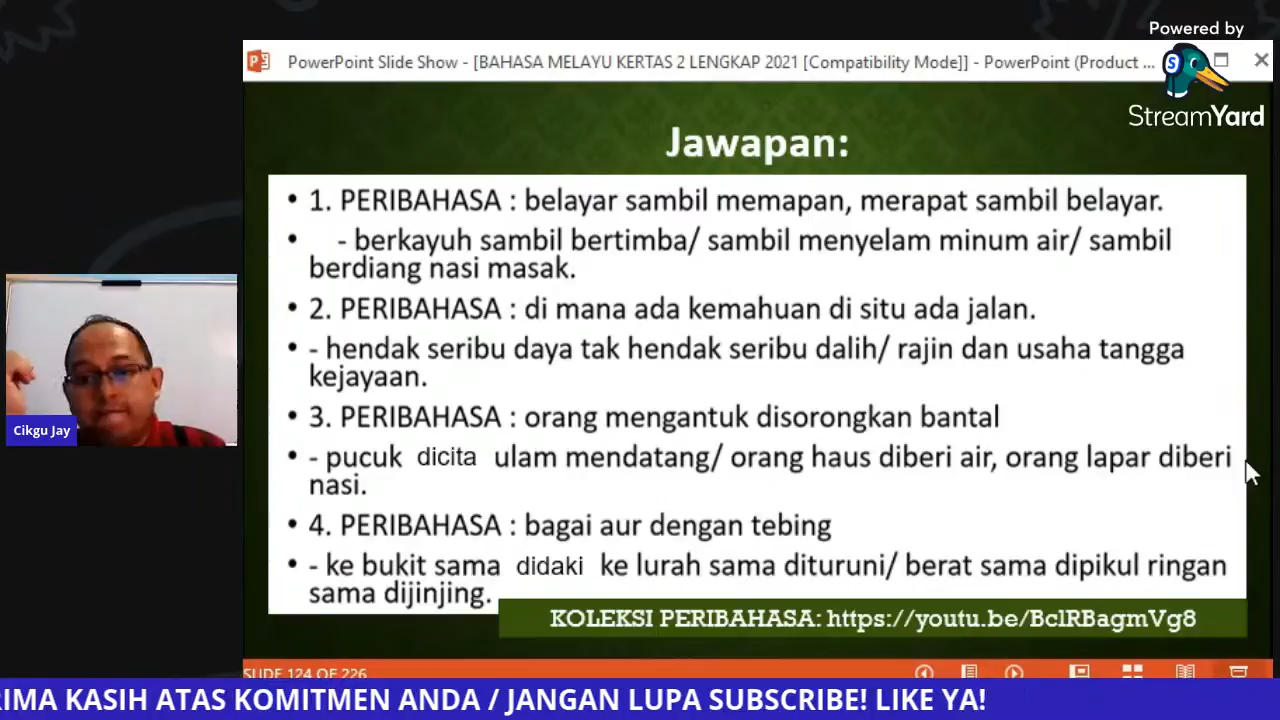 Powered by
StreamYard
PowerPoint Slide Show - [BAHASA MELAYU KERTAS 2 LENGKAP 2021 [Compatibility Mode]] - PowerPoint (Product ...
Jawapan:
• 1. PERIBAHASA : belayar sambil memapan, merapat sambil belayar.
• - berkayuh sambil bertimba/ sambil menyelam minum air/ sambil
berdiang nasi masak.
• 2. PERIBAHASA : di mana ada kemahuan di situ ada jalan.
• - hendak seribu daya tak hendak seribu dalih/ rajin dan usaha tangga
kejayaan.
• 3. PERIBAHASA : orang mengantuk disorongkan bantal
• - pucuk dicita ulam mendatang/ orang haus diberi air, orang lapar diberi
nasi.
• 4. PERIBAHASA : bagai aur dengan tebing
• - ke bukit sama didaki ke lurah sama dituruni/ berat sama dipikul ringan
sama dijinjing.
KOLEKSI PERIBAHASA: https://youtu.be/BclRBagmVg8
Cikgu Jay
SLIDE 124 OF 226
RIMA KASIH ATAS KOMITMEN ANDA / JANGAN LUPA SUBSCRIBE! LIKE YA!